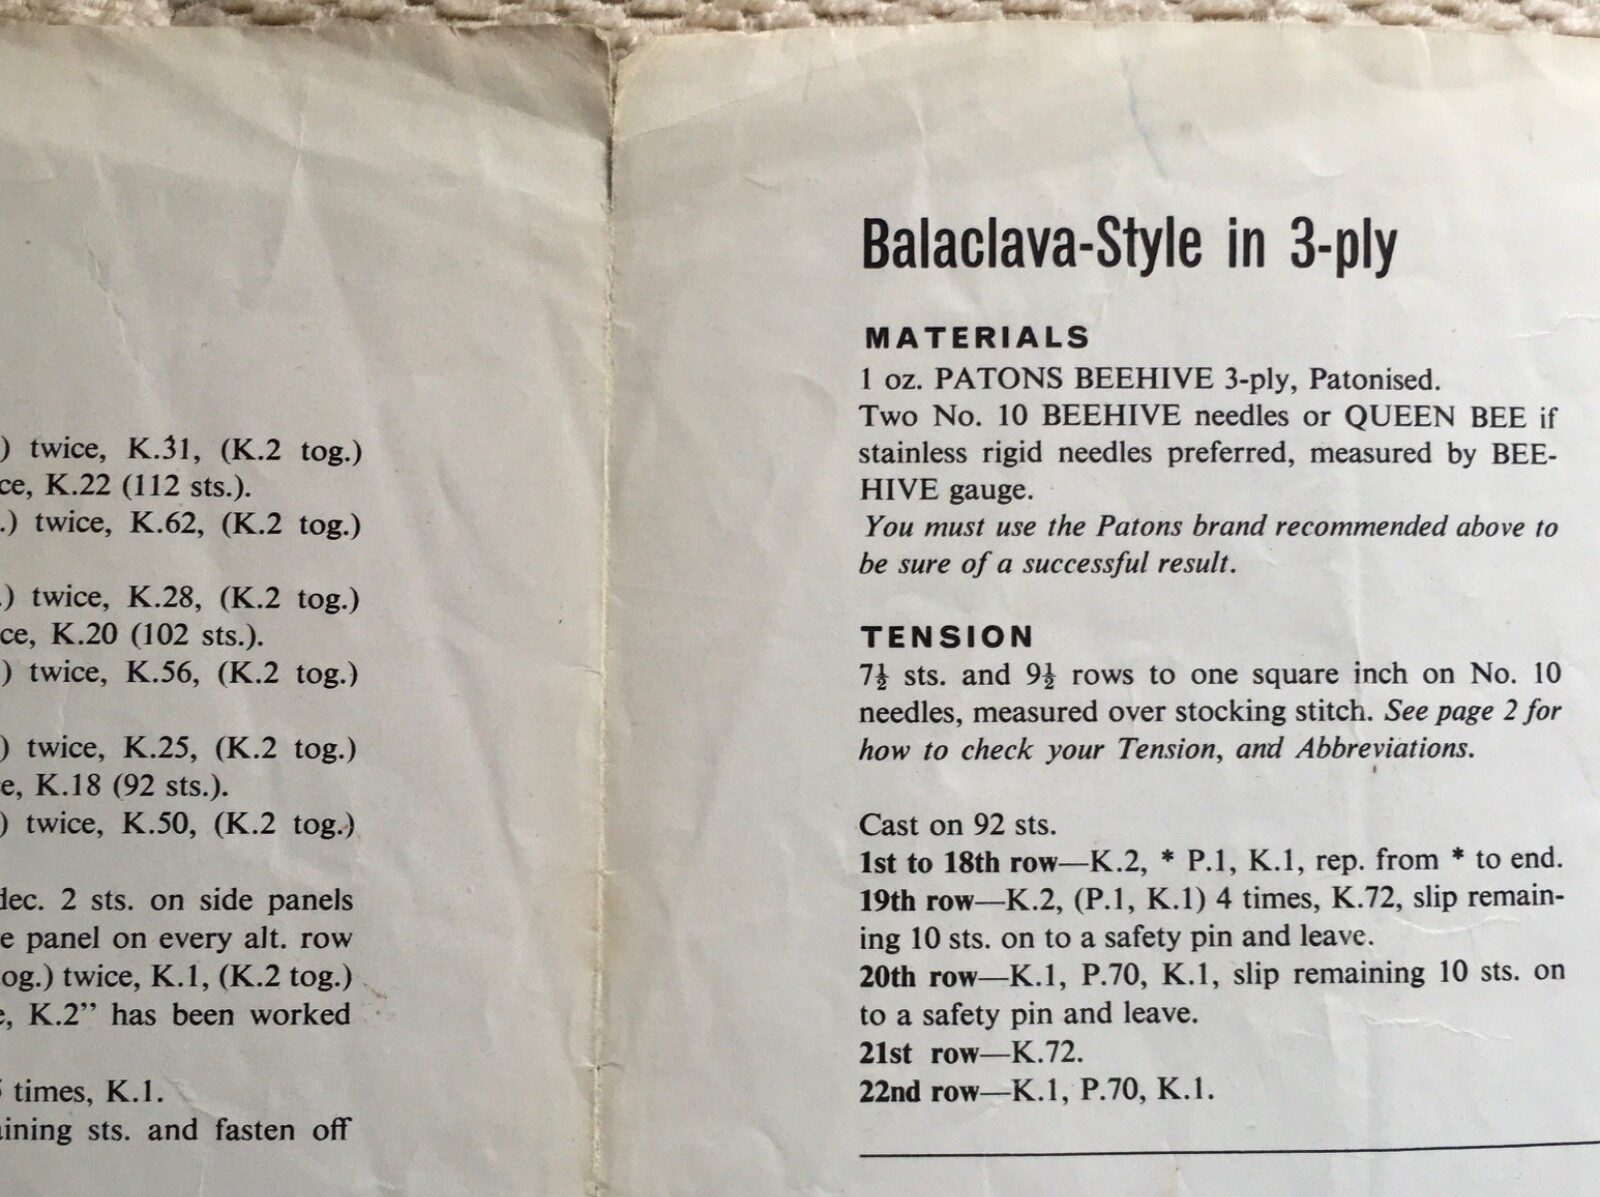 ) twice, K.31, (K.2 tog.)
ce, K.22 (112 sts.).
.) twice, K.62, (K.2 tog.)
.) twice, K.28, (K.2 tog.)
ce, K.20 (102 sts.).
) twice, K.56, (K.2 tog.)
) twice, K.25, (K.2 tog.)
e, K.18 (92 sts.).
) twice, K.50, (K.2 tog.)
dec. 2 sts. on side panels
e panel on every alt. row
og.) twice, K.1, (K.2 tog.)
e, K.2” has been worked
times, K.1.
ining sts. and fasten off
Balaclava-Style in 3-ply
MATERIALS
1 oz. PATONS BEEHIVE 3-ply, Patonised.
Two No. 10 BEEHIVE needles or QUEEN BEE if
stainless rigid needles preferred, measured by BEE-
HIVE gauge.
You must use the Patons brand recommended above to
be sure of a successful result.
TENSION
7½ sts. and 9½ rows to one square inch on No. 10
needles, measured over stocking stitch. See page 2 for
how to check your Tension, and Abbreviations.
Cast on 92 sts.
1st to 18th row—K.2, * P.1, K.1, rep. from * to end.
19th row—K.2, (P.1, K.1) 4 times, K.72, slip remain-
ing 10 sts. on to a safety pin and leave.
20th row—K.1, P.70, K.1, slip remaining 10 sts. on
to a safety pin and leave.
21st row—K.72.
22nd row—K.1, P.70, K.1.